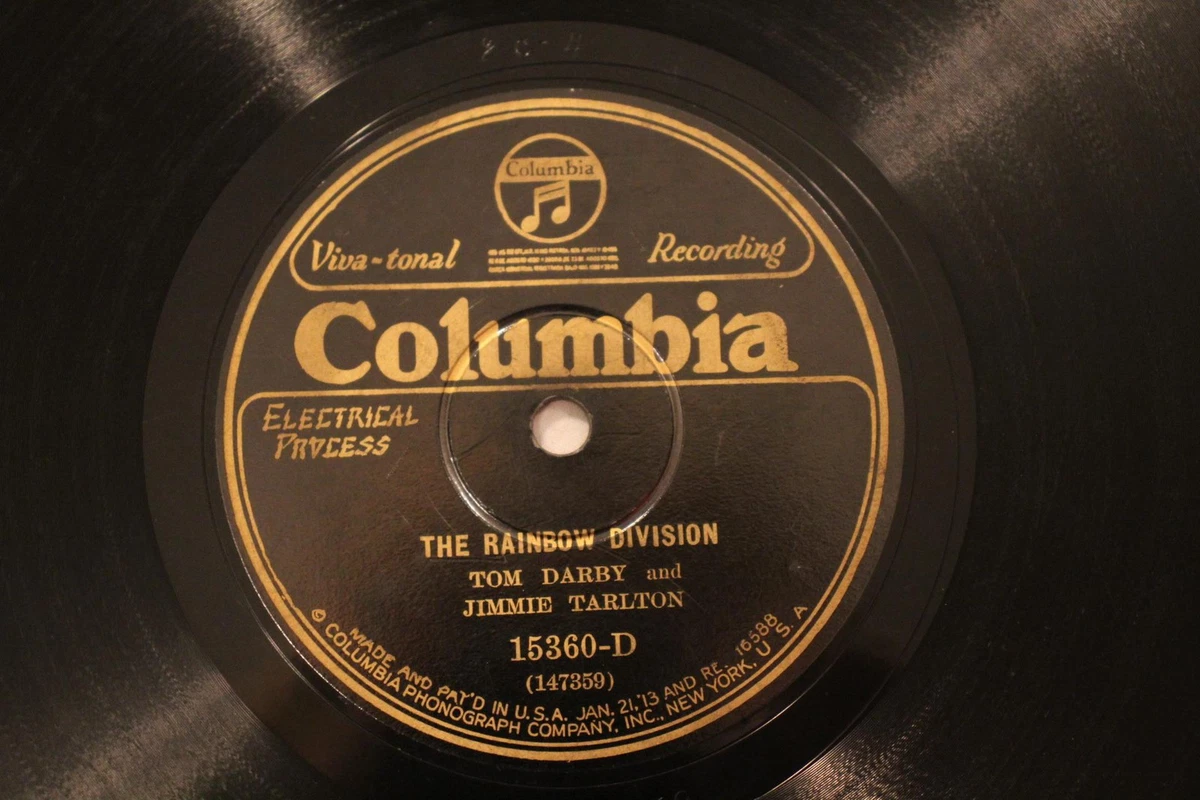 Columbia
Viva-tonal Recording
Columbia
ELECTRICAL
PROCESS
THE RAINBOW DIVISION
TOM DARBY and
JIMMIE TARLTON
15360-D
(147359)
MADE AND PAT'D IN U.S.A. JAN. 21,'13 AND RE. 16588
© COLUMBIA PHONOGRAPH COMPANY, INC., NEW YORK, U S. A